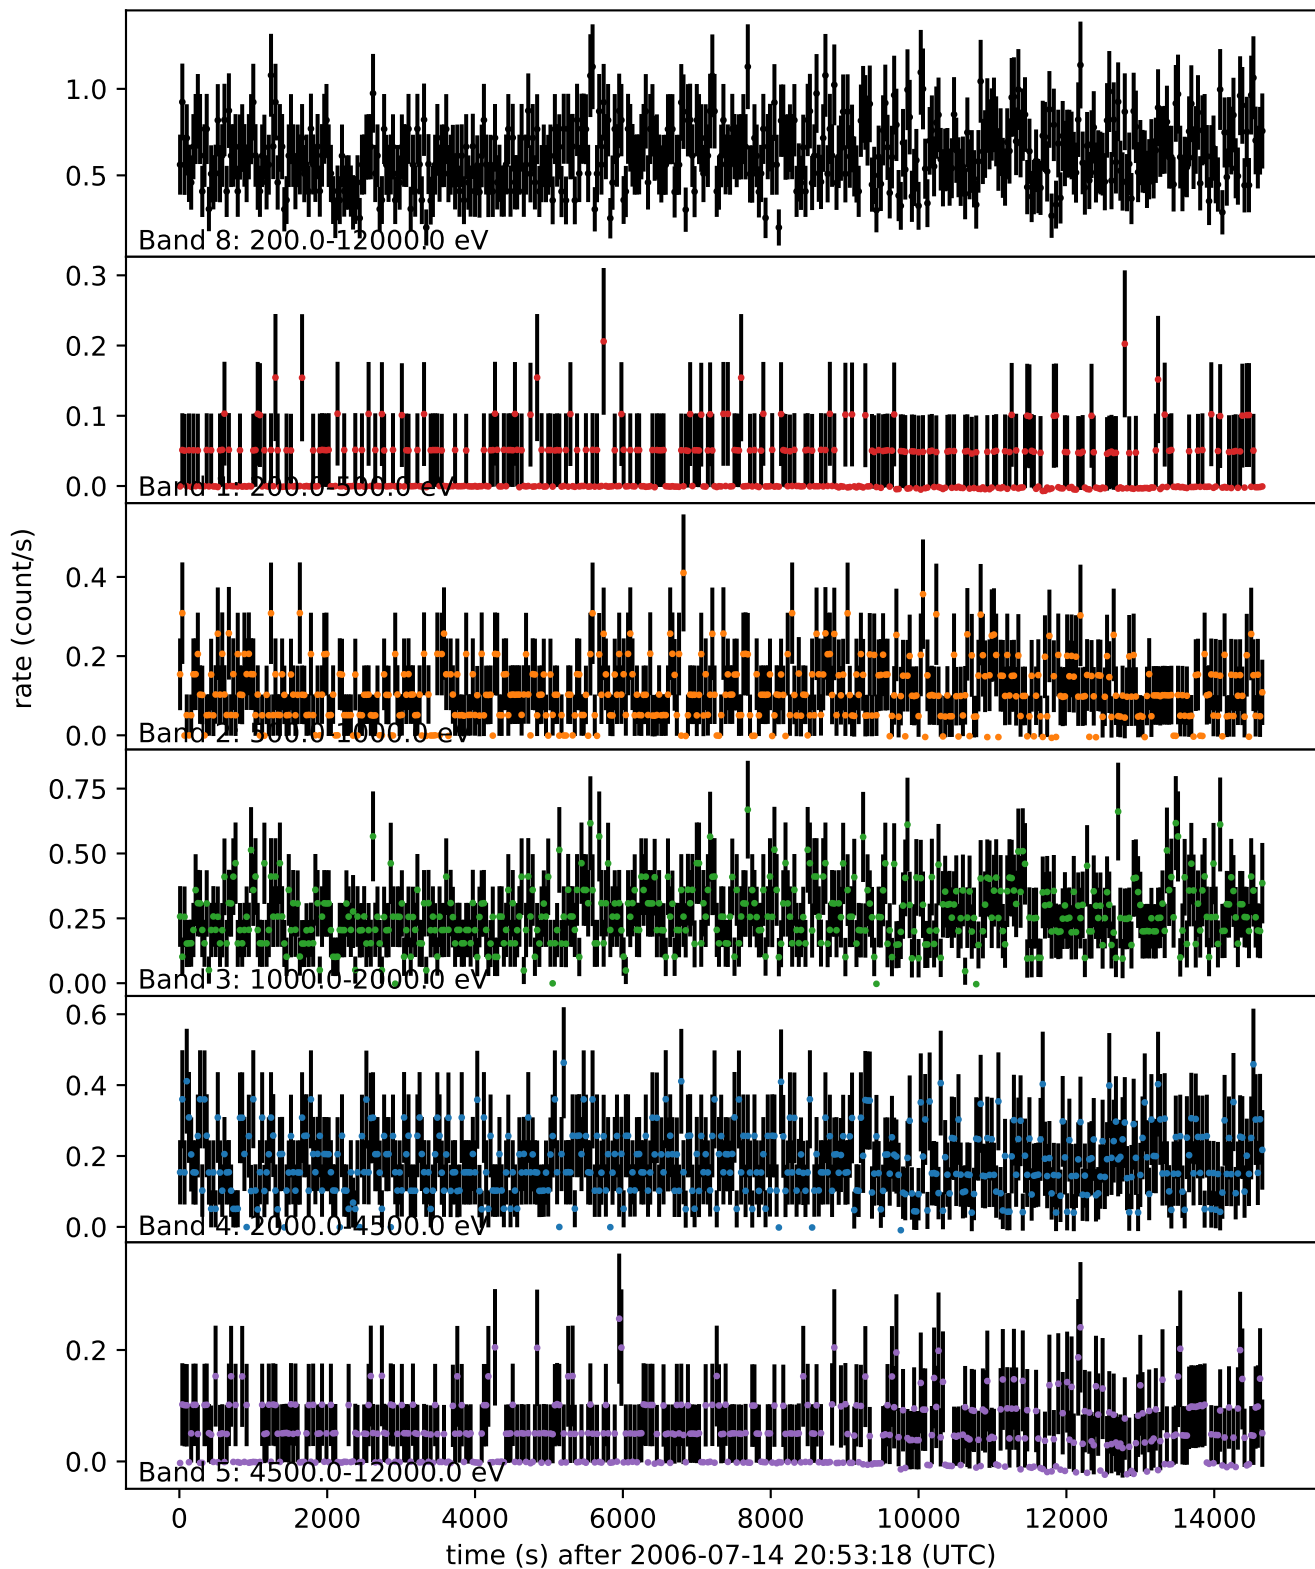 1.0
0.5
Band 8: 200.0-12000.0 eV
0.3
0.2
0.1
0.0
Band 1: 200.0-500.0 eV
0.4
0.2
0.0
Band 2: 500.0-1000.0 eV
0.75
0.50
0.25
0.00
Band 3: 1000.0-2000.0 eV
0.6
0.4
0.2
0.0
Band 4: 2000.0-4500.0 eV
0.2
0.0
Band 5: 4500.0-12000.0 eV
rate (count/s)
0 2000 4000 6000 8000 10000 12000 14000
time (s) after 2006-07-14 20:53:18 (UTC)